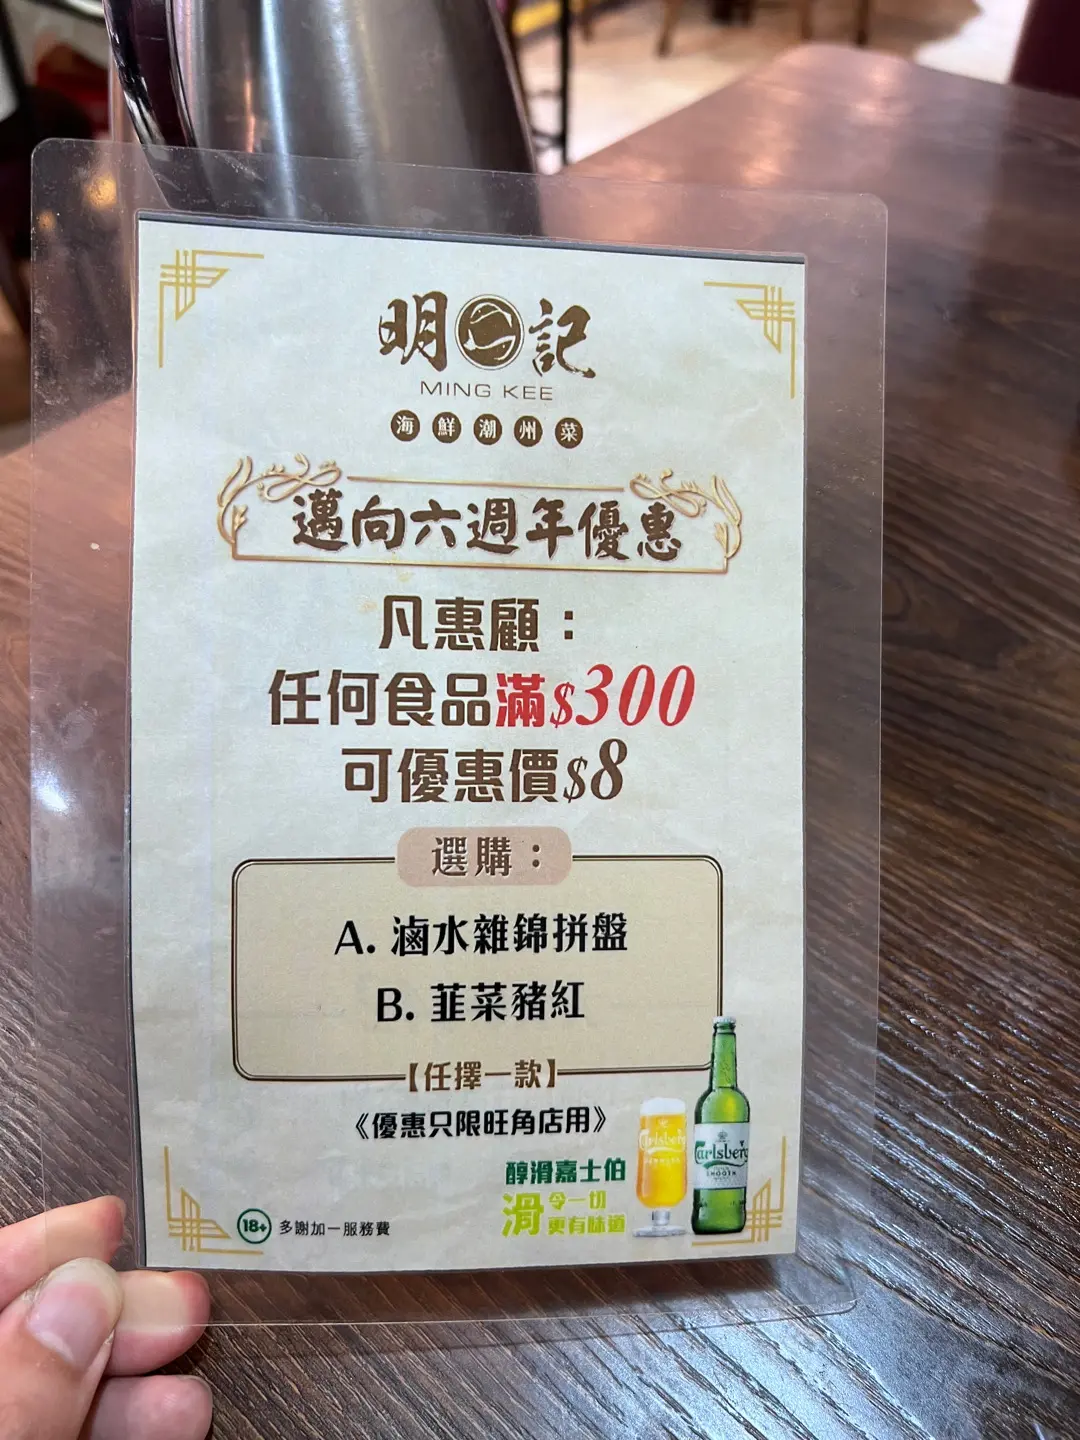 明記
MING KEE
海鮮潮州菜
邁向六週年優惠
凡惠顧：
任何食品滿$300
可優惠價$8
選購：
A. 滷水雜錦拼盤
B. 韮菜豬紅
【任擇一款】
《優惠只限旺角店用》
醇滑嘉士伯
滑令一切
更有味道
18+ 多謝加一服務費
Carlsberg
Carlsberg
SMOOTH